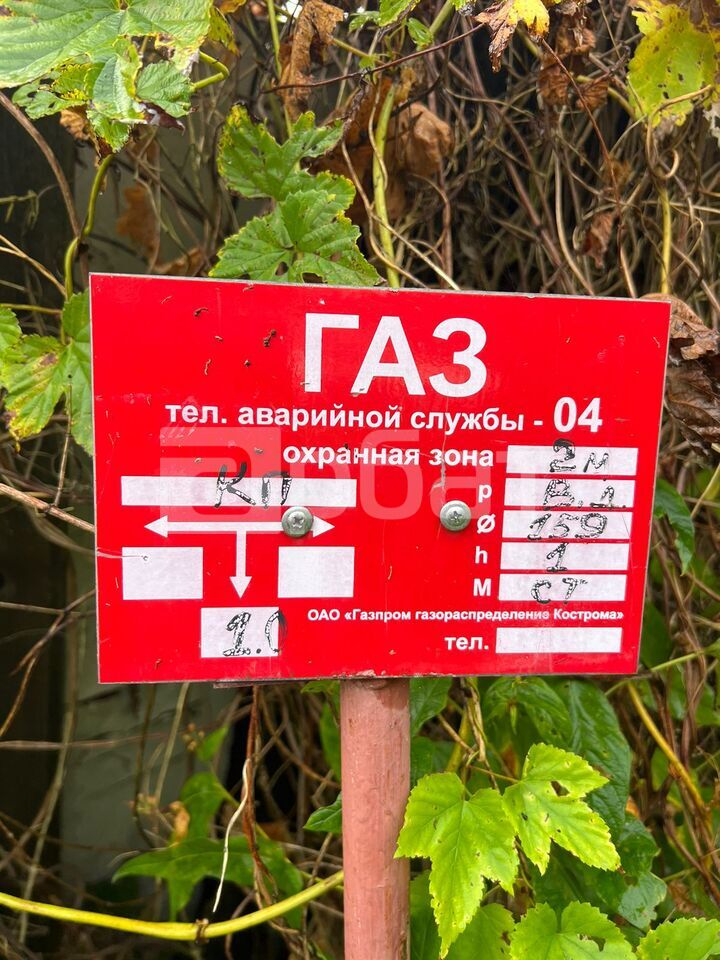 ГАЗ
тел. аварийной службы - 04
охранная зона 2м
КП
р В.Д.
Ø 159
h 1
М ст
1.0
ОАО «Газпром газораспределение Кострома»
тел.